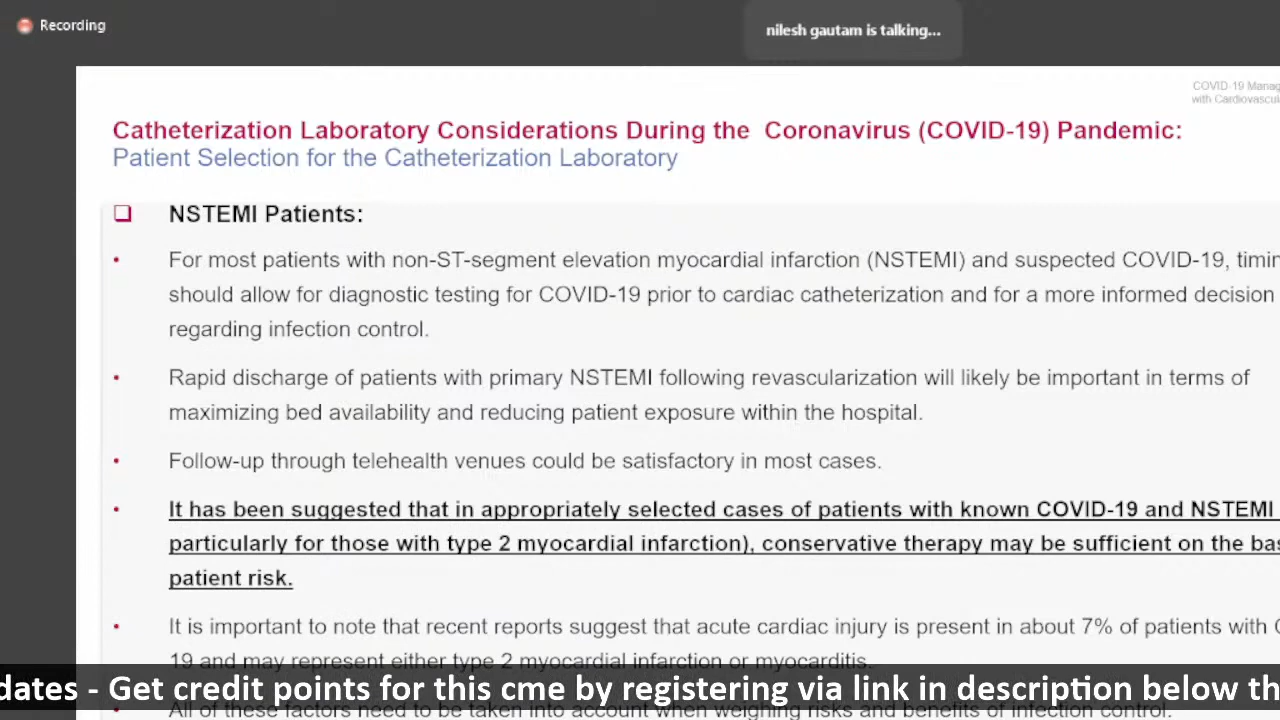 Recording
nilesh gautam is talking...
COVID-19 Manag
with Cardiovascula
Catheterization Laboratory Considerations During the Coronavirus (COVID-19) Pandemic:
Patient Selection for the Catheterization Laboratory
NSTEMI Patients:
• For most patients with non-ST-segment elevation myocardial infarction (NSTEMI) and suspected COVID-19, timin
should allow for diagnostic testing for COVID-19 prior to cardiac catheterization and for a more informed decision
regarding infection control.
• Rapid discharge of patients with primary NSTEMI following revascularization will likely be important in terms of
maximizing bed availability and reducing patient exposure within the hospital.
• Follow-up through telehealth venues could be satisfactory in most cases.
• It has been suggested that in appropriately selected cases of patients with known COVID-19 and NSTEMI
particularly for those with type 2 myocardial infarction), conservative therapy may be sufficient on the bas
patient risk.
• It is important to note that recent reports suggest that acute cardiac injury is present in about 7% of patients with C
19 and may represent either type 2 myocardial infarction or myocarditis.
dates - Get credit points for this cme by registering via link in description below th
• All of these factors need to be taken into account when weighing risks and benefits of infection control.